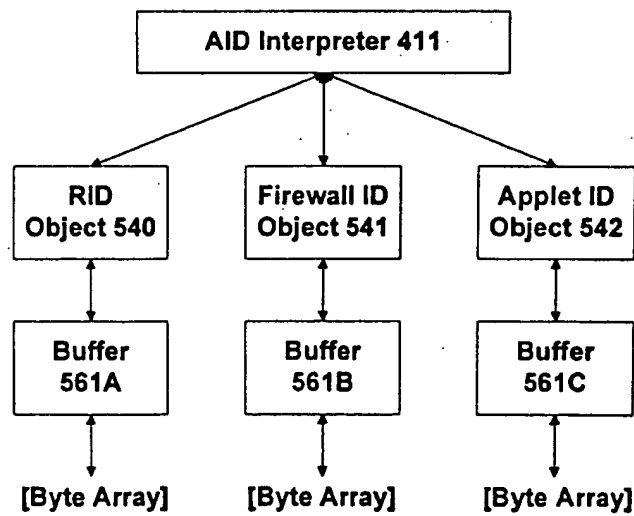 AID Interpreter 411
RID
Object 540
Firewall ID
Object 541
Applet ID
Object 542
Buffer
561A
Buffer
561B
Buffer
561C
[Byte Array]
[Byte Array]
[Byte Array]